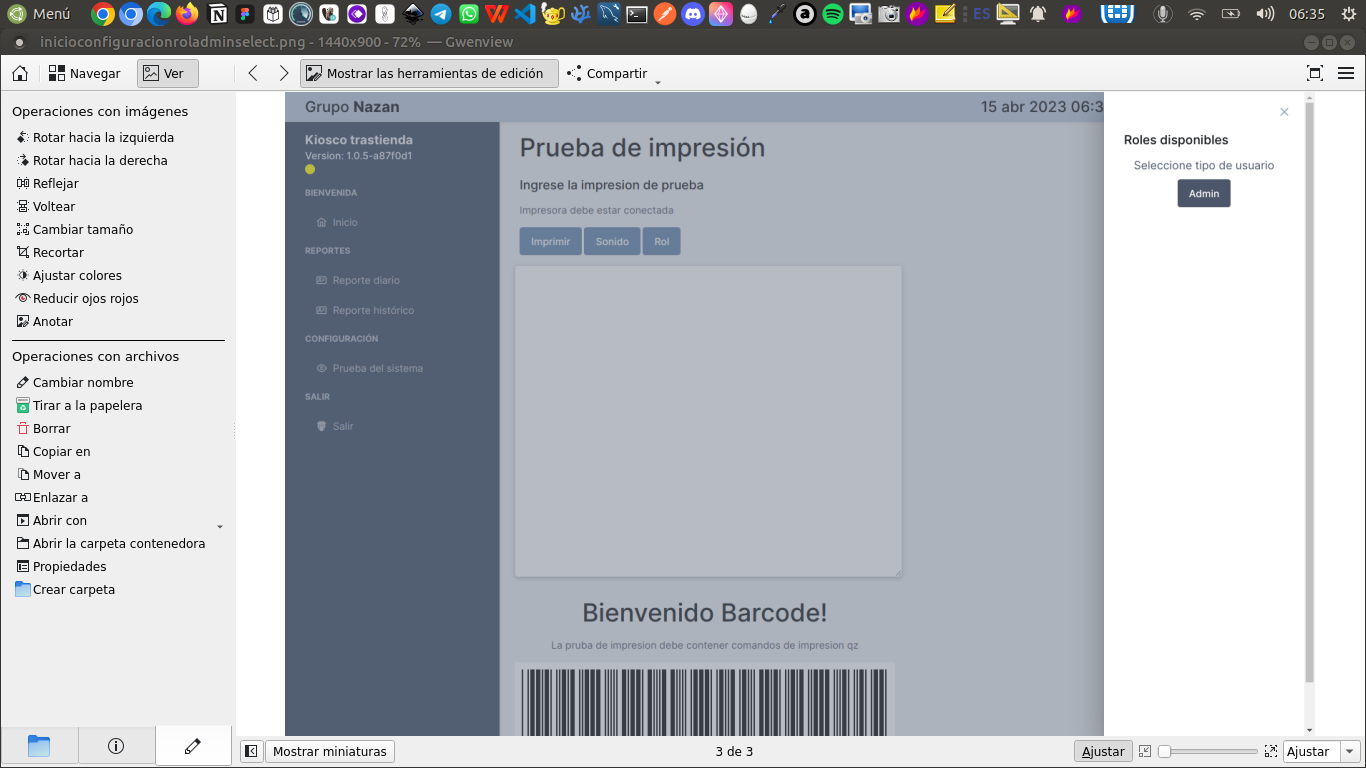 Menú
ES
06:35
inicioconfiguracionroladminselect.png - 1440x900 - 72% — Gwenview
Navegar
Ver
Mostrar las herramientas de edición
Compartir
Operaciones con imágenes
Rotar hacia la izquierda
Rotar hacia la derecha
Reflejar
Voltear
Cambiar tamaño
Recortar
Ajustar colores
Reducir ojos rojos
Anotar
Operaciones con archivos
Cambiar nombre
Tirar a la papelera
Borrar
Copiar en
Mover a
Enlazar a
Abrir con
Abrir la carpeta contenedora
Propiedades
Crear carpeta
Grupo Nazan
15 abr 2023 06:3
Kiosco trastienda
Version: 1.0.5-a87f0d1
BIENVENIDA
Inicio
REPORTES
Reporte diario
Reporte histórico
CONFIGURACIÓN
Prueba del sistema
SALIR
Salir
Prueba de impresión
Ingrese la impresion de prueba
Impresora debe estar conectada
Imprimir
Sonido
Rol
Bienvenido Barcode!
La pruba de impresion debe contener comandos de impresion qz
Roles disponibles
Seleccione tipo de usuario
Admin
Mostrar miniaturas
3 de 3
Ajustar
Ajustar